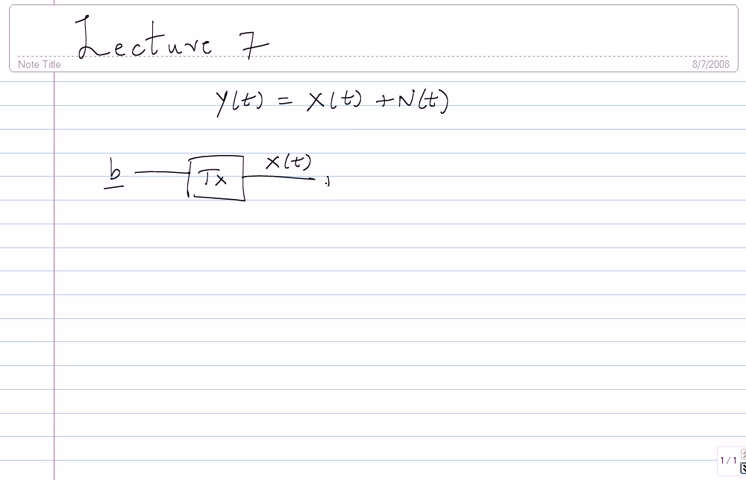 Lecture 7
Note Title
8/7/2008
Y(t) = X(t) + N(t)
b Tx X(t)
1 / 1